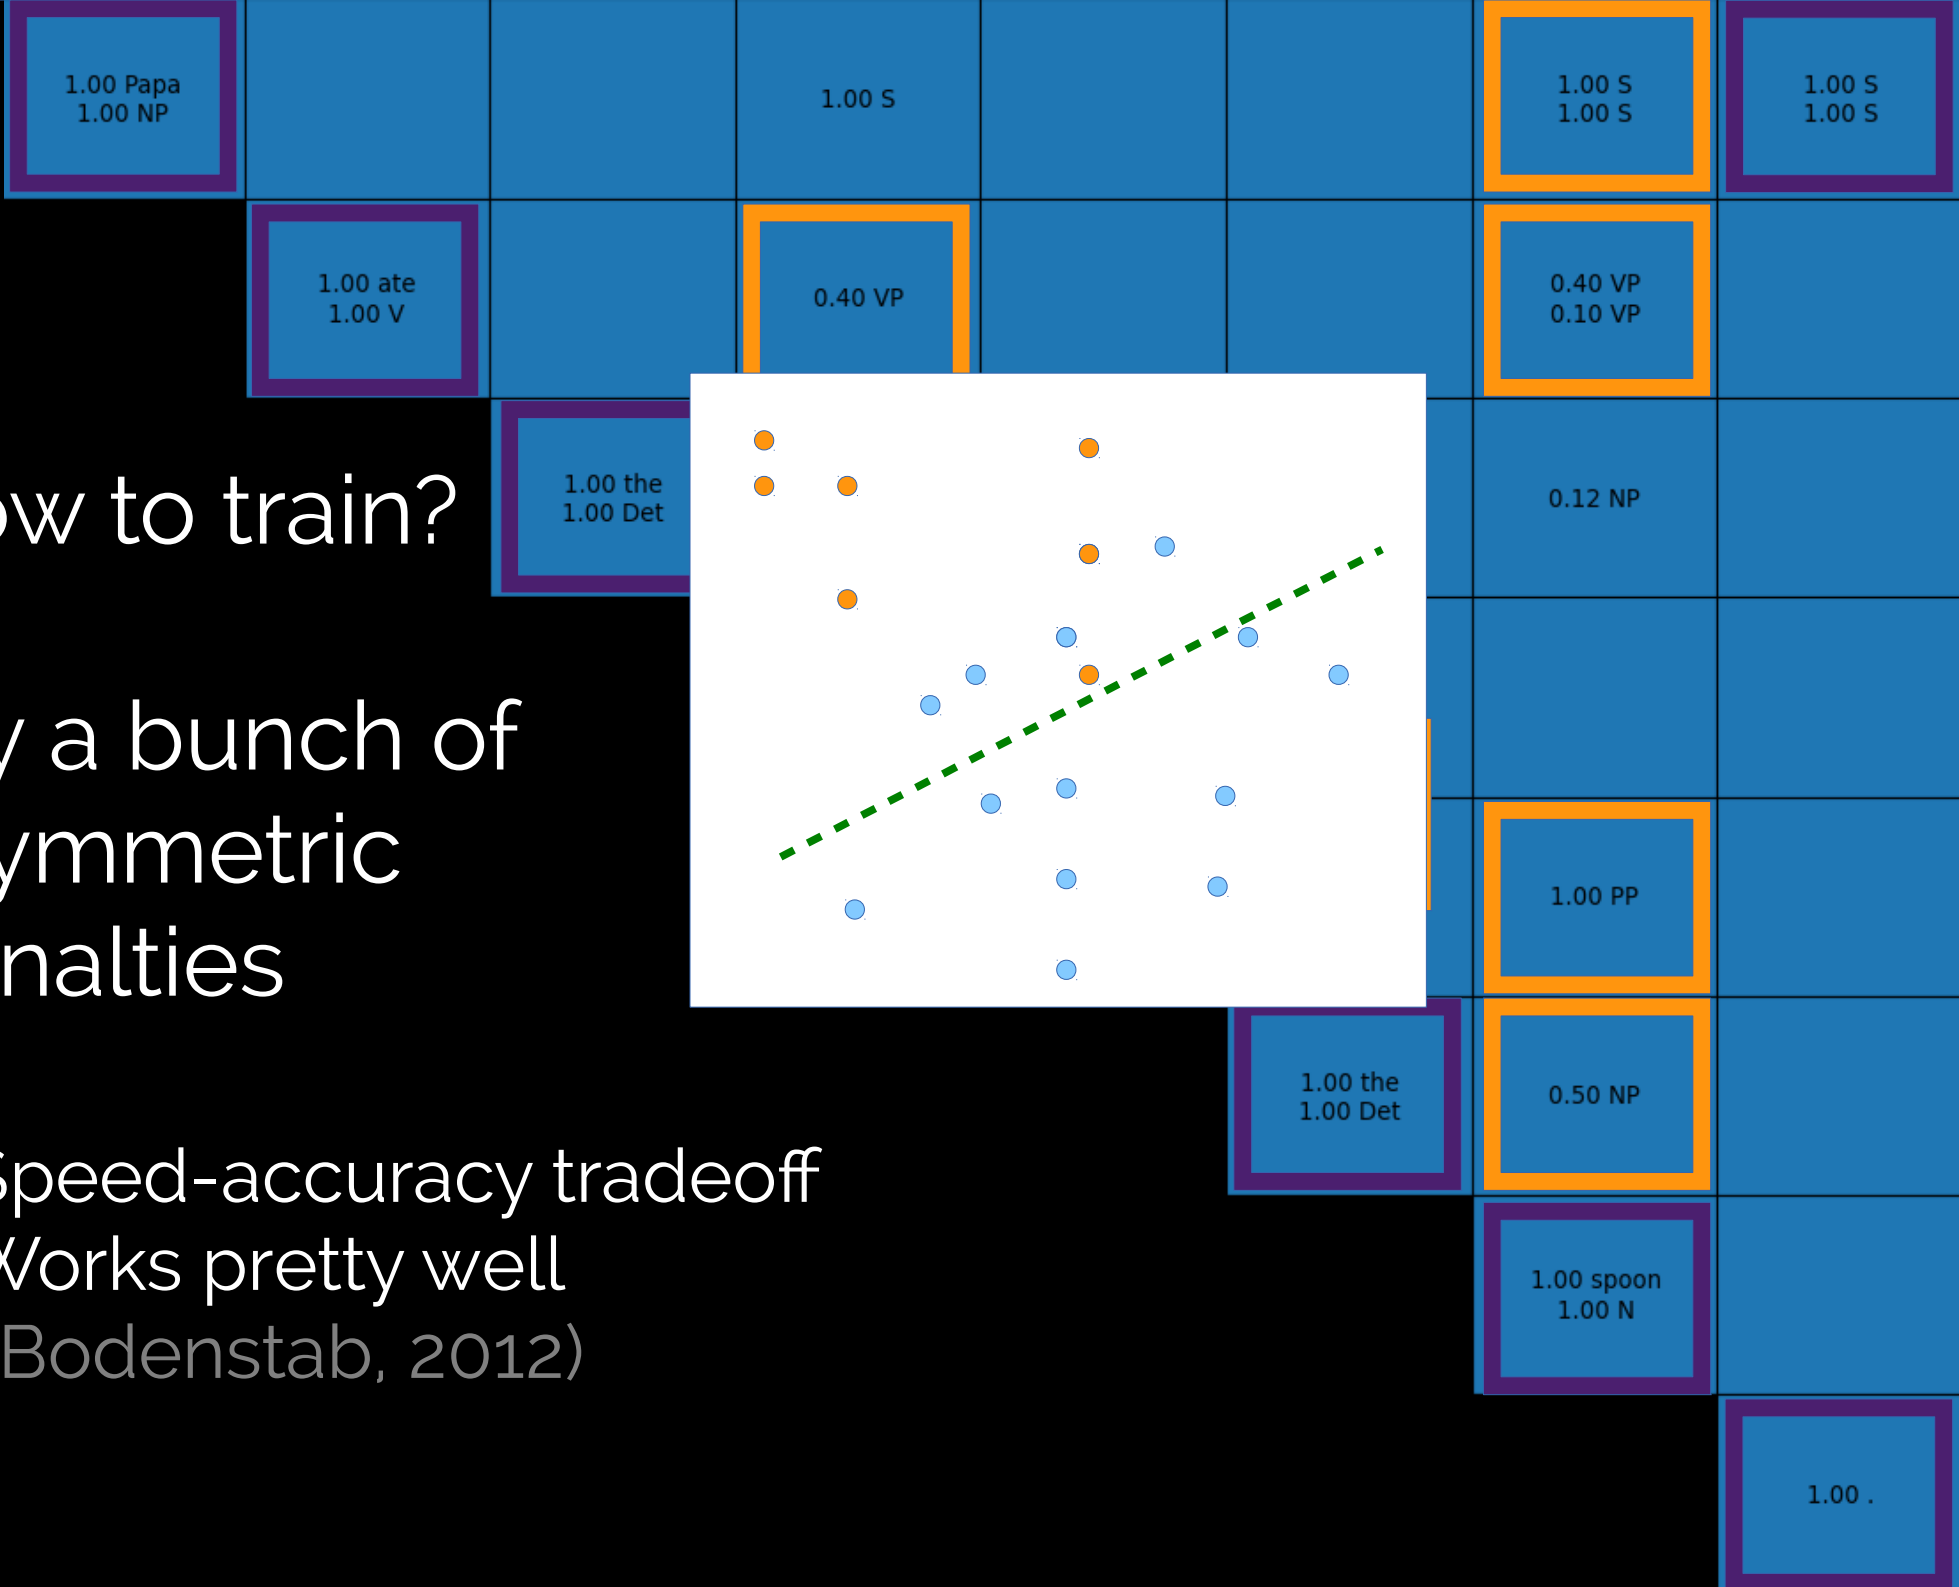 1.00 Papa
1.00 NP
1.00 S
1.00 S
1.00 S
1.00 S
1.00 S
1.00 ate
1.00 V
0.40 VP
0.40 VP
0.10 VP
1.00 the
1.00 Det
0.12 NP
ow to train?
y a bunch of
ymmetric
nalties
1.00 PP
1.00 the
1.00 Det
0.50 NP
Speed-accuracy tradeoff
Works pretty well
Bodenstab, 2012)
1.00 spoon
1.00 N
1.00 .